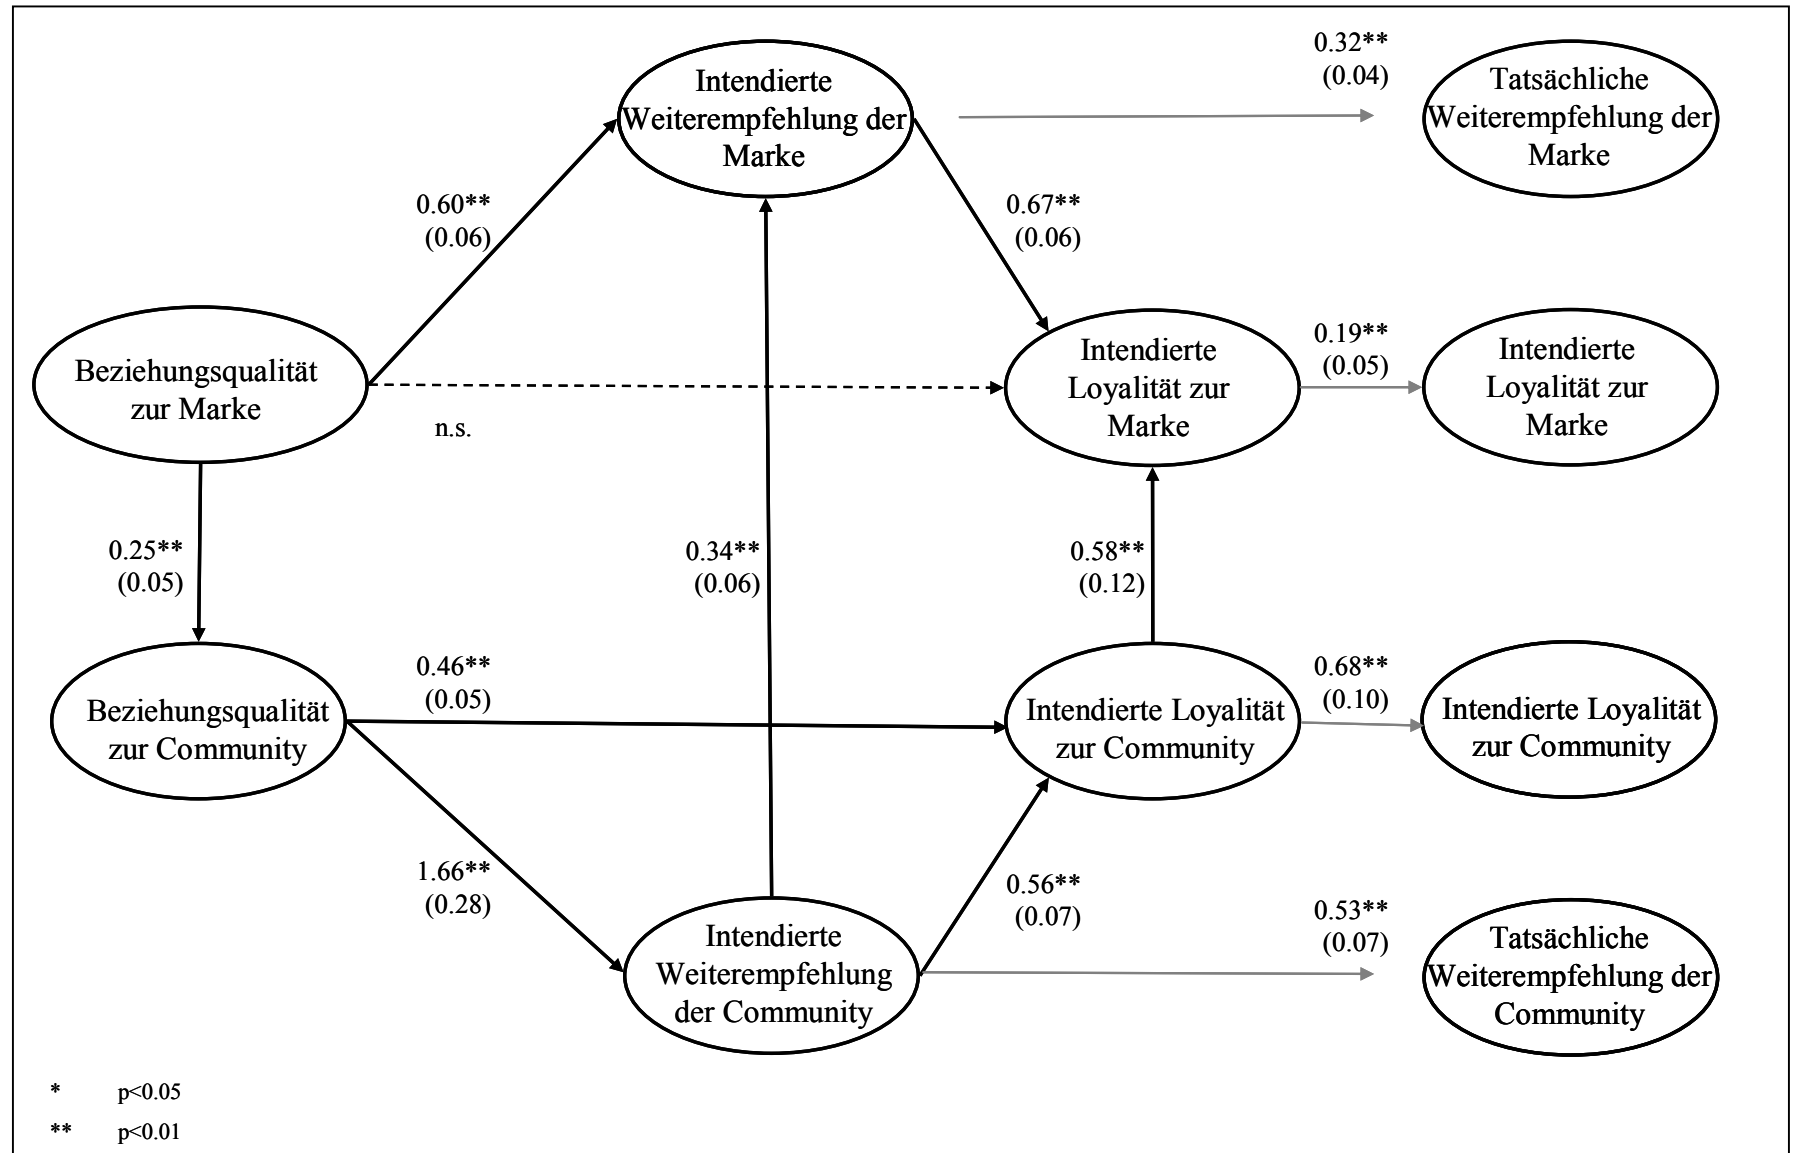 Intendierte
Weiterempfehlung der
Marke
0.32**
(0.04)
Tatsächliche
Weiterempfehlung der
Marke
0.60**
(0.06)
0.67**
(0.06)
Beziehungsqualität
zur Marke
n.s.
Intendierte
Loyalität zur
Marke
0.19**
(0.05)
Intendierte
Loyalität zur
Marke
0.25**
(0.05)
0.34**
(0.06)
0.58**
(0.12)
Beziehungsqualität
zur Community
0.46**
(0.05)
Intendierte Loyalität
zur Community
0.68**
(0.10)
Intendierte Loyalität
zur Community
1.66**
(0.28)
Intendierte
Weiterempfehlung
der Community
0.56**
(0.07)
0.53**
(0.07)
Tatsächliche
Weiterempfehlung der
Community
* p<0.05
** p<0.01